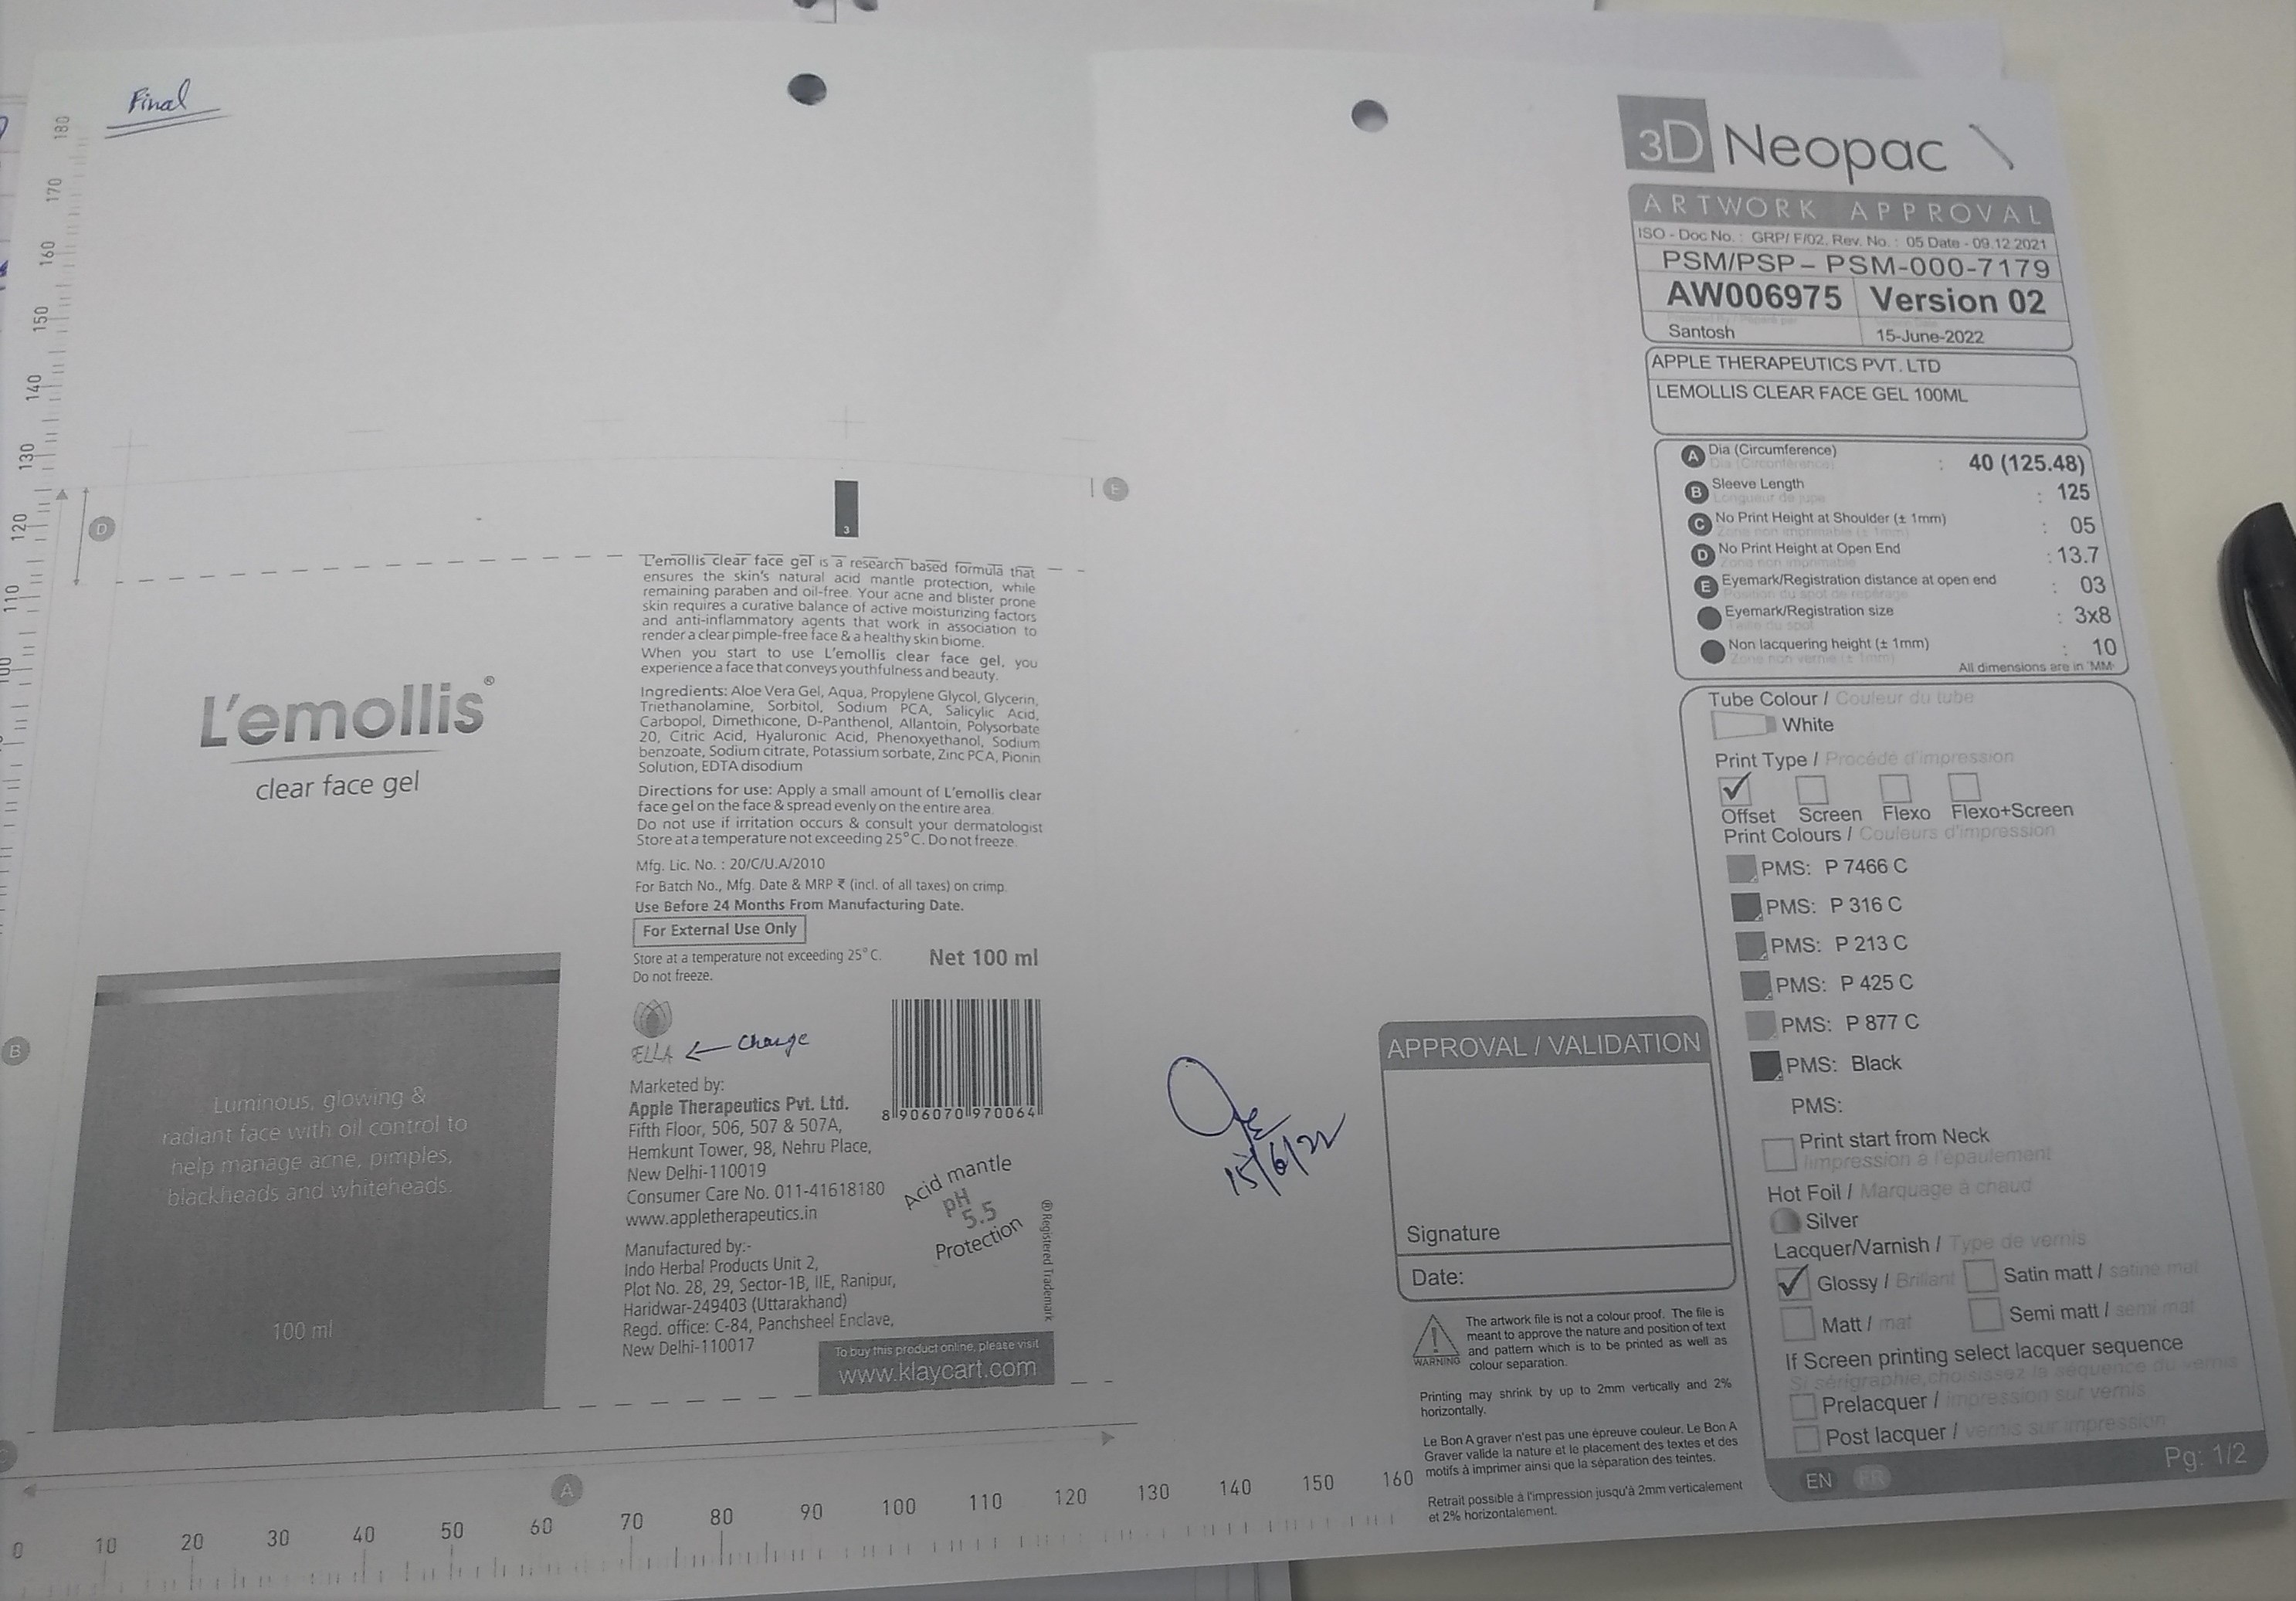 Final
180
170
160
150
140
130
120
110
D
E
3
L'emollis®
clear face gel
Luminous, glowing &
radiant face with oil control to
help manage acne, pimples,
blackheads and whiteheads.
100 ml
L'emollis clear face gel is a research based formula that
ensures the skin's natural acid mantle protection, while
remaining paraben and oil-free. Your acne and blister prone
skin requires a curative balance of active moisturizing factors
and anti-inflammatory agents that work in association to
render a clear pimple-free face & a healthy skin biome.
When you start to use L'emollis clear face gel, you
experience a face that conveys youthfulness and beauty.
Ingredients: Aloe Vera Gel, Aqua, Propylene Glycol, Glycerin,
Triethanolamine, Sorbitol, Sodium PCA, Salicylic Acid,
Carbopol, Dimethicone, D-Panthenol, Allantoin, Polysorbate
20, Citric Acid, Hyaluronic Acid, Phenoxyethanol, Sodium
benzoate, Sodium citrate, Potassium sorbate, Zinc PCA, Pionin
Solution, EDTA disodium
Directions for use: Apply a small amount of L'emollis clear
face gel on the face & spread evenly on the entire area.
Do not use if irritation occurs & consult your dermatologist
Store at a temperature not exceeding 25°C. Do not freeze.
Mfg. Lic. No. : 20/C/U.A/2010
For Batch No., Mfg. Date & MRP ₹ (incl. of all taxes) on crimp.
Use Before 24 Months From Manufacturing Date.
For External Use Only
Store at a temperature not exceeding 25°C.
Do not freeze.
Net 100 ml
ELLA ← Change
8 906070 970064
Marketed by:
Apple Therapeutics Pvt. Ltd.
Fifth Floor, 506, 507 & 507A,
Hemkunt Tower, 98, Nehru Place,
New Delhi-110019
Consumer Care No. 011-41618180
www.appletherapeutics.in
Acid mantle
pH
5.5
Protection
® Registered Trademark
Manufactured by:-
Indo Herbal Products Unit 2,
Plot No. 28, 29, Sector-1B, IIE, Ranipur,
Haridwar-249403 (Uttarakhand)
Regd. office: C-84, Panchsheel Enclave,
New Delhi-110017
To buy this product online, please visit
www.klaycart.com
B
A
0 10 20 30 40 50 60 70 80 90 100 110 120 130 140 150 160
15/6/22
3D Neopac
ARTWORK APPROVAL
ISO - Doc No. : GRP/ F/02, Rev. No. : 05 Date - 09.12.2021
PSM/PSP – PSM-000-7179
AW006975 Version 02
Santosh 15-June-2022
APPLE THERAPEUTICS PVT. LTD
LEMOLLIS CLEAR FACE GEL 100ML
A Dia (Circumference) : 40 (125.48)
Dia (Circonférence)
B Sleeve Length : 125
Longueur de jupe
C No Print Height at Shoulder (± 1mm) : 05
Zone non imprimable (± 1mm)
D No Print Height at Open End : 13.7
Zone non imprimable
E Eyemark/Registration distance at open end : 03
Position du spot de repérage
Eyemark/Registration size : 3x8
Taille du spot
Non lacquering height (± 1mm) : 10
Zone non vernie (± 1mm)
All dimensions are in 'MM'
Tube Colour / Couleur du tube
White
Print Type / Procédé d'impression
Offset Screen Flexo Flexo+Screen
Print Colours / Couleurs d'impression
PMS: P 7466 C
PMS: P 316 C
PMS: P 213 C
PMS: P 425 C
PMS: P 877 C
PMS: Black
PMS:
Print start from Neck
Impression à l'épaulement
Hot Foil / Marquage à chaud
Silver
Lacquer/Varnish / Type de vernis
Glossy / Brillant Satin matt / satiné mat
Matt / mat Semi matt / semi mat
If Screen printing select lacquer sequence
Si sérigraphie,choisissez la séquence du vernis
Prelacquer / impression sur vernis
Post lacquer / vernis sur impression
EN FR
Pg: 1/2
APPROVAL / VALIDATION
Signature
Date:
WARNING
The artwork file is not a colour proof. The file is
meant to approve the nature and position of text
and pattern which is to be printed as well as
colour separation.
Printing may shrink by up to 2mm vertically and 2%
horizontally.
Le Bon A graver n'est pas une épreuve couleur. Le Bon A
Graver valide la nature et le placement des textes et des
motifs à imprimer ainsi que la séparation des teintes.
Retrait possible à l'impression jusqu'à 2mm verticalement
et 2% horizontalement.